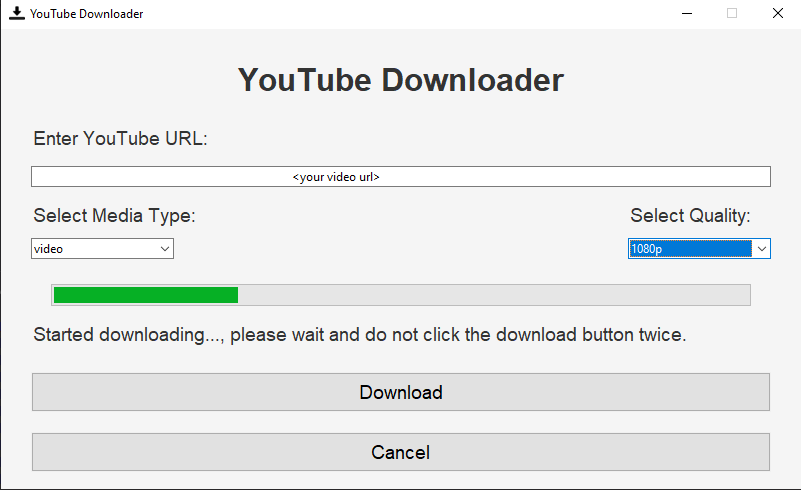 YouTube Downloader
YouTube Downloader
Enter YouTube URL:
<your video url>
Select Media Type:
Select Quality:
video
1080p
Started downloading..., please wait and do not click the download button twice.
Download
Cancel